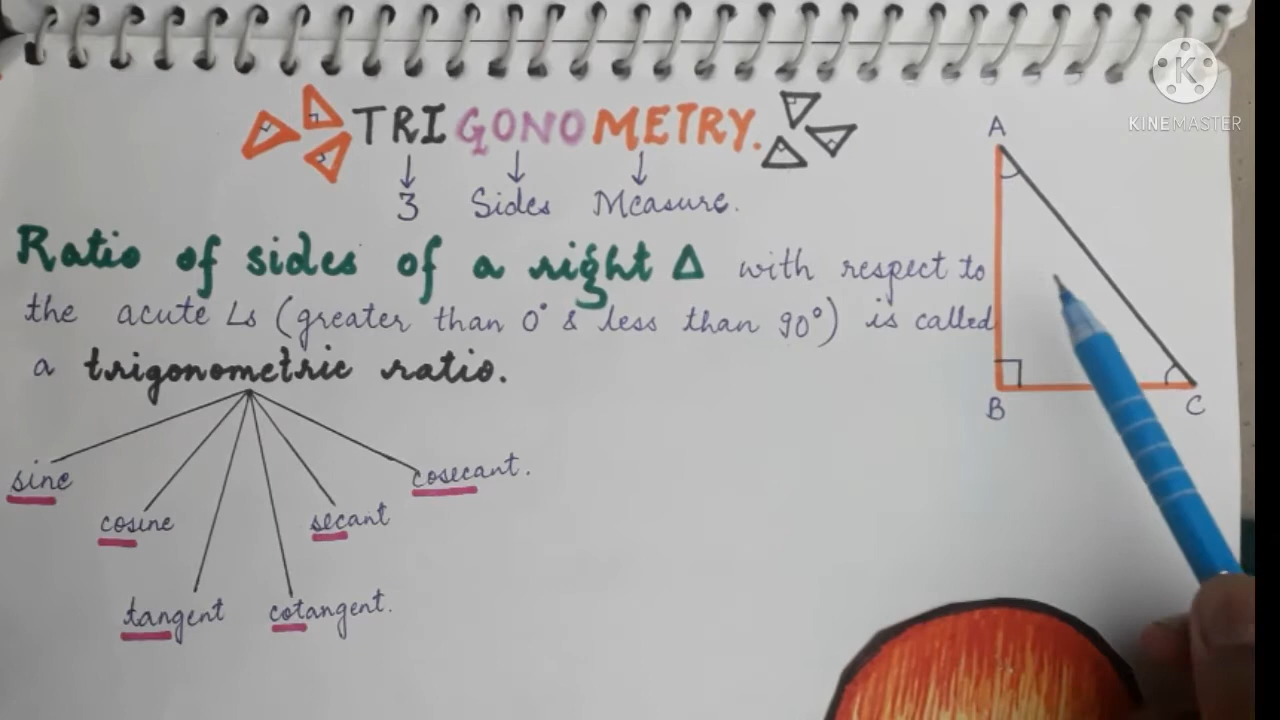 TRIGONOMETRY.
3 Sides Measure.
Ratio of sides of a right Δ with respect to
the acute ∠s (greater than 0° & less than 90°) is called
a trigonometric ratio.
sine
cosine
tangent
cotangent.
secant
cosecant.
A
B
C
K
KINEMASTER